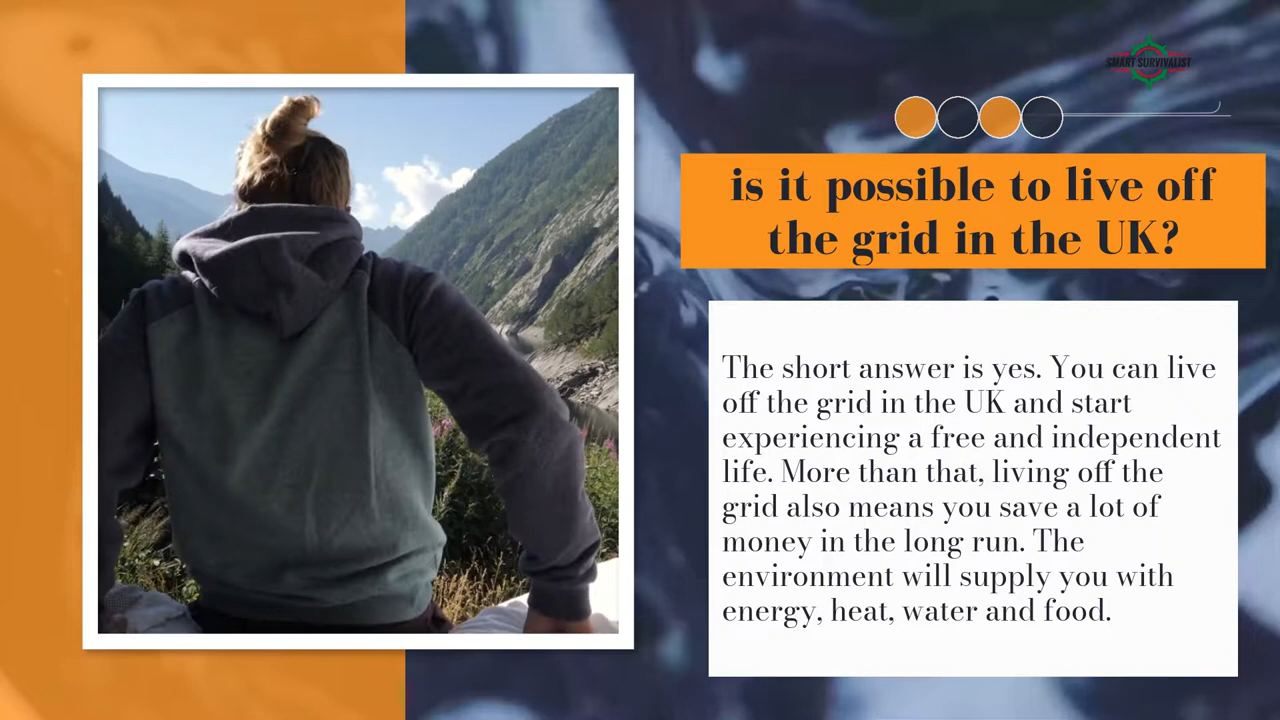 SMART SURVIVALIST
is it possible to live off
the grid in the UK?
The short answer is yes. You can live
off the grid in the UK and start
experiencing a free and independent
life. More than that, living off the
grid also means you save a lot of
money in the long run. The
environment will supply you with
energy, heat, water and food.